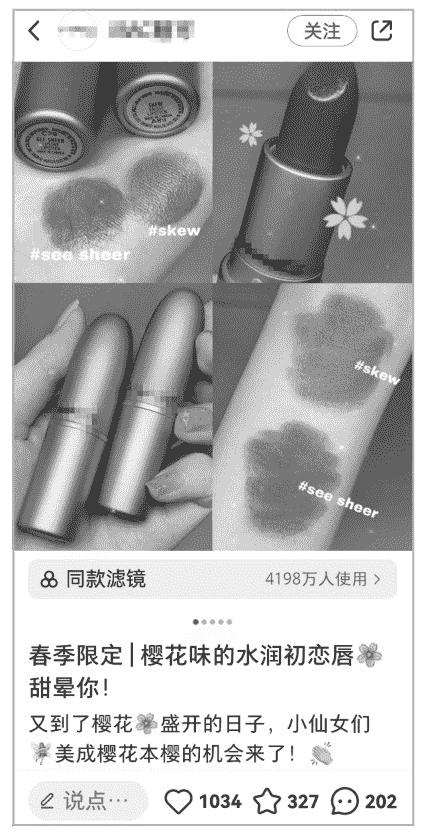 关注
#skew
#see sheer
#skew
#see sheer
同款滤镜
4198万人使用 >
春季限定|樱花味的水润初恋唇🌸
甜晕你！
又到了樱花🌸盛开的日子，小仙女们
🧚美成樱花本樱的机会来了！👏
说点…
1034
327
202